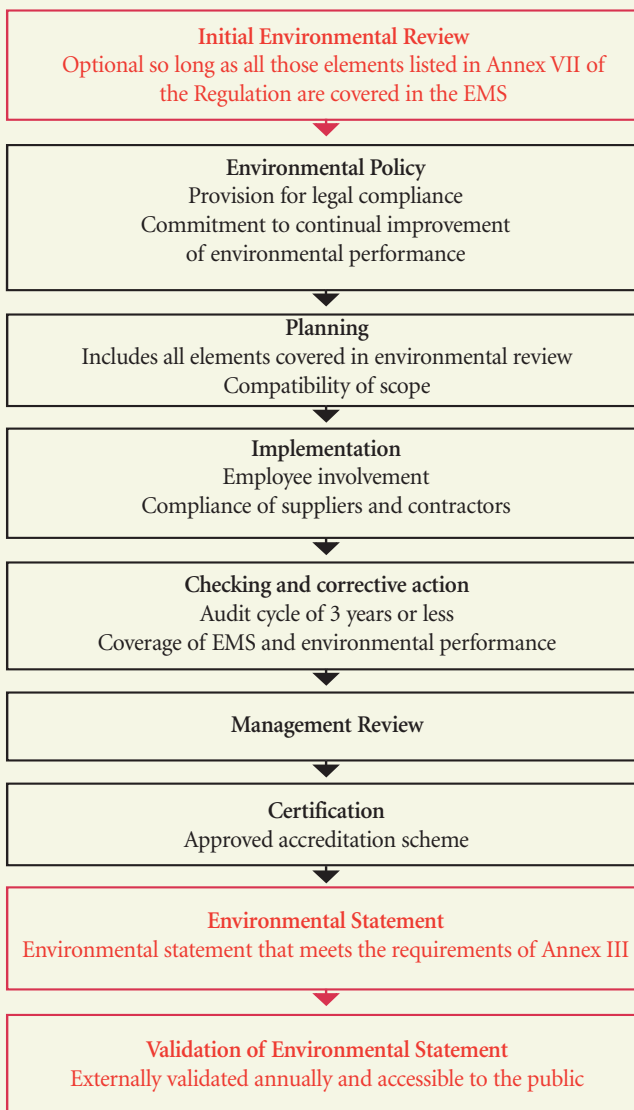 Initial Environmental Review
Optional so long as all those elements listed in Annex VII of
the Regulation are covered in the EMS
Environmental Policy
Provision for legal compliance
Commitment to continual improvement
of environmental performance
Planning
Includes all elements covered in environmental review
Compatibility of scope
Implementation
Employee involvement
Compliance of suppliers and contractors
Checking and corrective action
Audit cycle of 3 years or less
Coverage of EMS and environmental performance
Management Review
Certification
Approved accreditation scheme
Environmental Statement
Environmental statement that meets the requirements of Annex III
Validation of Environmental Statement
Externally validated annually and accessible to the public